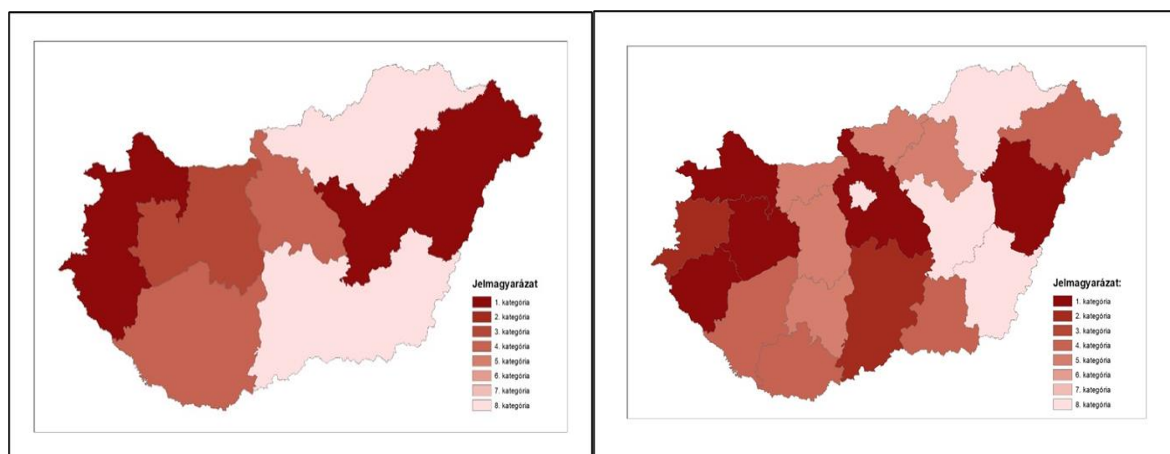 Jelmagyarázat
1. kategória
2. kategória
3. kategória
4. kategória
5. kategória
6. kategória
7. kategória
8. kategória
Jelmagyarázat:
1. kategória
2. kategória
3. kategória
4. kategória
5. kategória
6. kategória
7. kategória
8. kategória